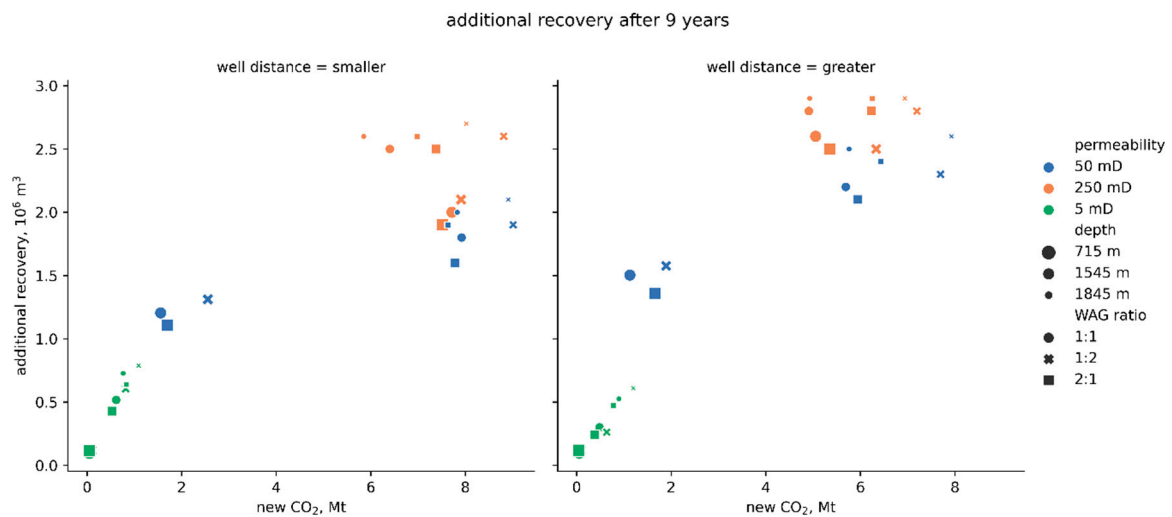 additional recovery after 9 years
well distance = smaller
well distance = greater
3.0
2.5
2.0
1.5
1.0
0.5
0.0
additional recovery, 10⁶ m³
0 2 4 6 8
0 2 4 6 8
new CO₂, Mt
new CO₂, Mt
permeability
50 mD
250 mD
5 mD
depth
715 m
1545 m
1845 m
WAG ratio
1:1
1:2
2:1